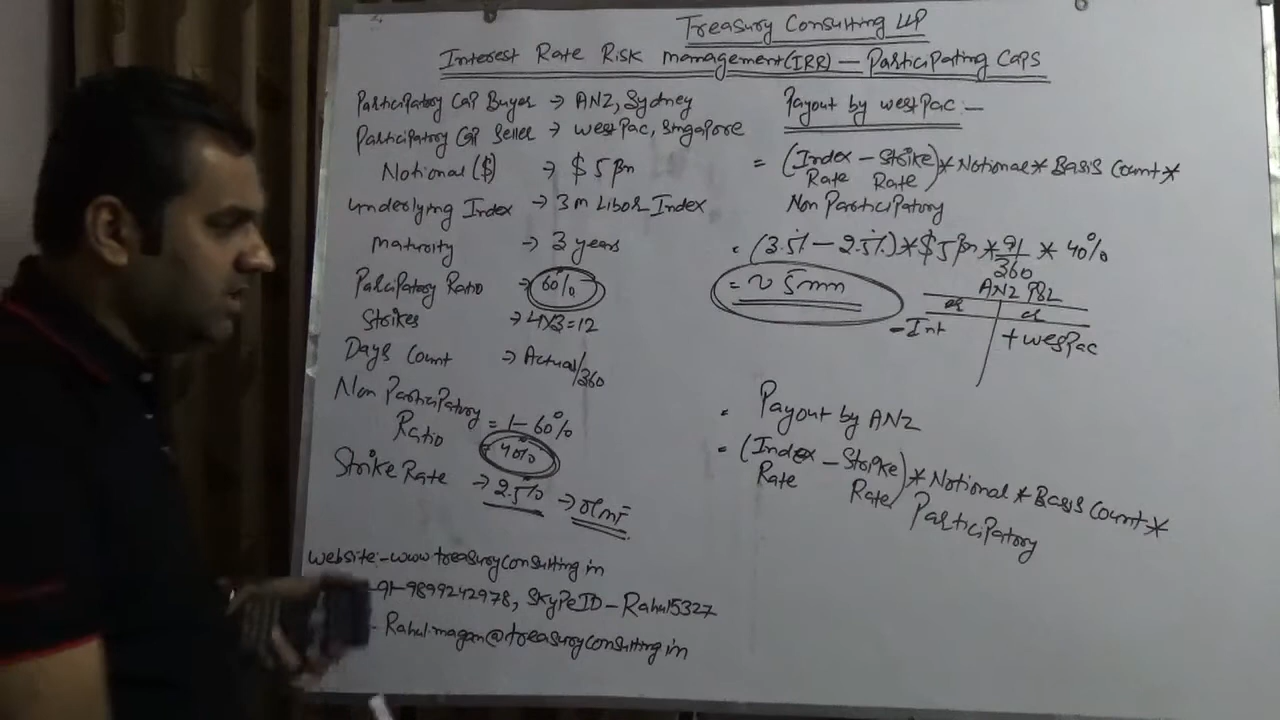 Treasury Consulting LLP
Interest Rate Risk Management (IRR) — Participating Caps
Participatory Cap Buyer → ANZ, Sydney
Participatory Cap Seller → WestPac, Singapore
Notional ($) → $ 5 Bn
Underlying Index → 3m Libor Index
Maturity → 3 years
Paticipatory Ratio → 60%
Strikes → 4x3=12
Days Count → Actual/360
Non Participatory Ratio = 1-60%
= 40%
Strike Rate → 2.5% →
Website:-www.treasuryconsulting.in
-91-9899242978, SkypeID-Rahul5327
- Rahul.magan@treasuryconsulting.in
Payout by WestPac :—
= (Index Rate - Strike Rate) * Notional * Basis Count *
Non Participatory
= (3.5% - 2.5%) * $5Bn * 91/360 * 40%
= ~ 5mn
ANZ P&L
dr cr
-Int +WestPac
= Payout by ANZ
= (Index Rate - Strike Rate) * Notional * Basis Count *
Participatory